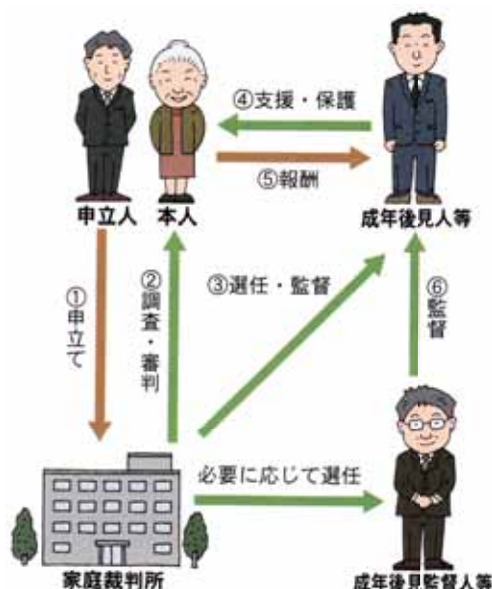 ④支援・保護
⑤報酬
申立人
本人
成年後見人等
①申立て
②調査・審判
③選任・監督
⑥監督
必要に応じて選任
家庭裁判所
成年後見監督人等